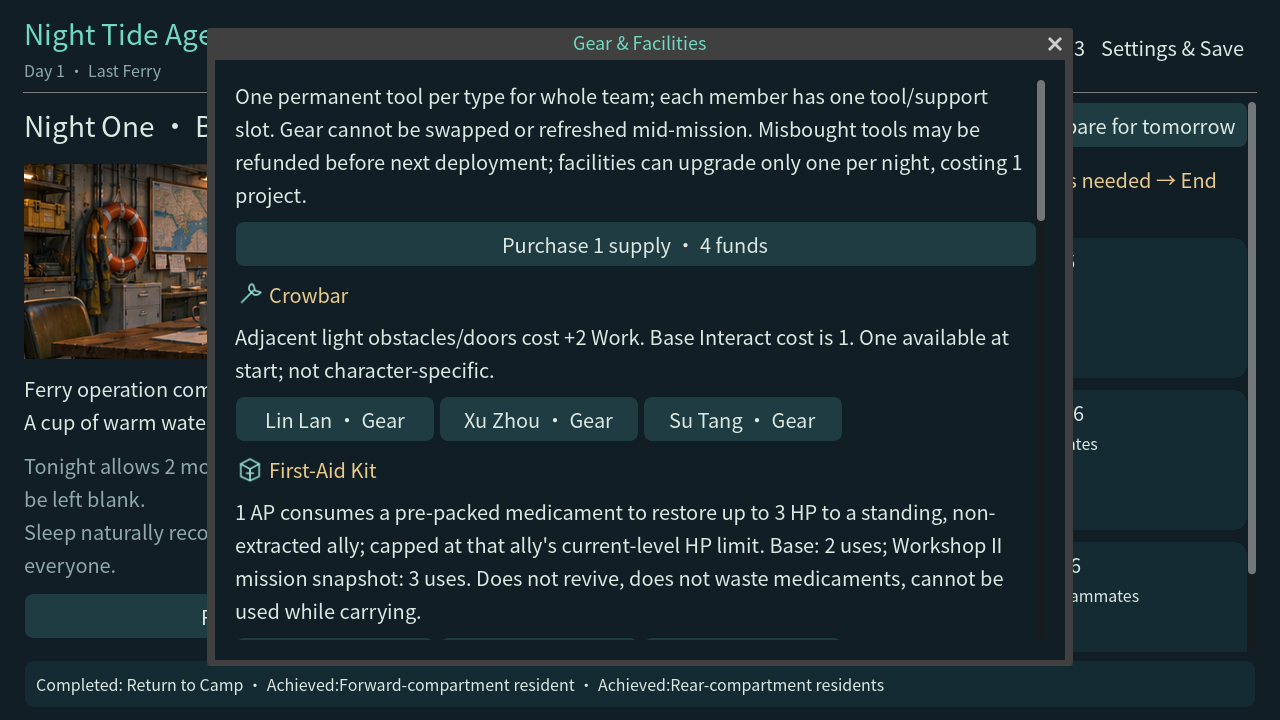 Night Tide Age
Day 1 · Last Ferry
3 Settings & Save
Gear & Facilities
Night One ·
pare for tomorrow
needed → End
One permanent tool per type for whole team; each member has one tool/support
slot. Gear cannot be swapped or refreshed mid-mission. Misbought tools may be
refunded before next deployment; facilities can upgrade only one per night, costing 1
project.
Purchase 1 supply · 4 funds
Crowbar
Adjacent light obstacles/doors cost +2 Work. Base Interact cost is 1. One available at
start; not character-specific.
Lin Lan · Gear
Xu Zhou · Gear
Su Tang · Gear
First-Aid Kit
1 AP consumes a pre-packed medicament to restore up to 3 HP to a standing, non-
extracted ally; capped at that ally's current-level HP limit. Base: 2 uses; Workshop II
mission snapshot: 3 uses. Does not revive, does not waste medicaments, cannot be
used while carrying.
Ferry operation com
A cup of warm wate
Tonight allows 2 mo
be left blank.
Sleep naturally reco
everyone.
6
ates
6
ammates
Completed: Return to Camp · Achieved:Forward-compartment resident · Achieved:Rear-compartment residents